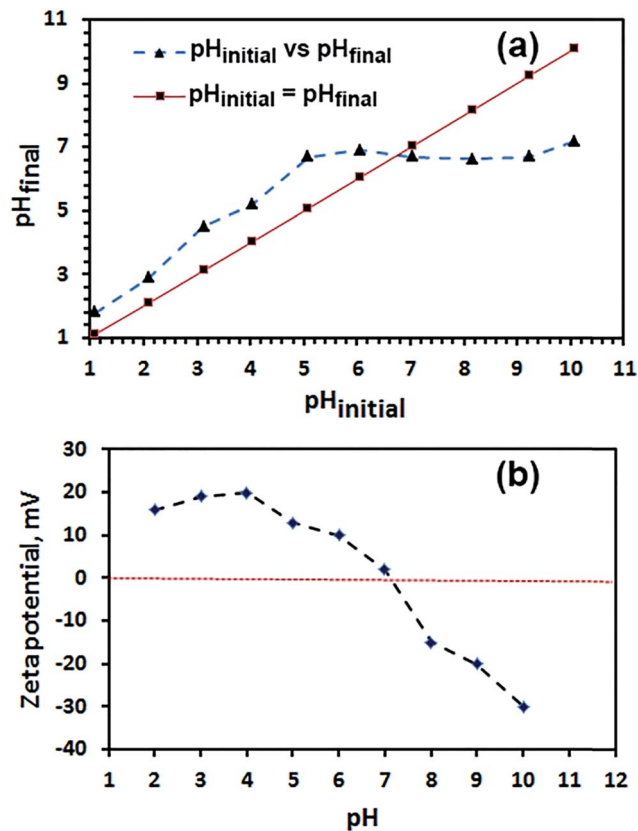 (a)
pHinitial vs pHfinal
pHinitial = pHfinal
11
9
7
5
3
1
pHfinal
1 2 3 4 5 6 7 8 9 10 11
pHinitial
(b)
30
20
10
0
-10
-20
-30
-40
Zetapotential, mV
1 2 3 4 5 6 7 8 9 10 11 12
pH